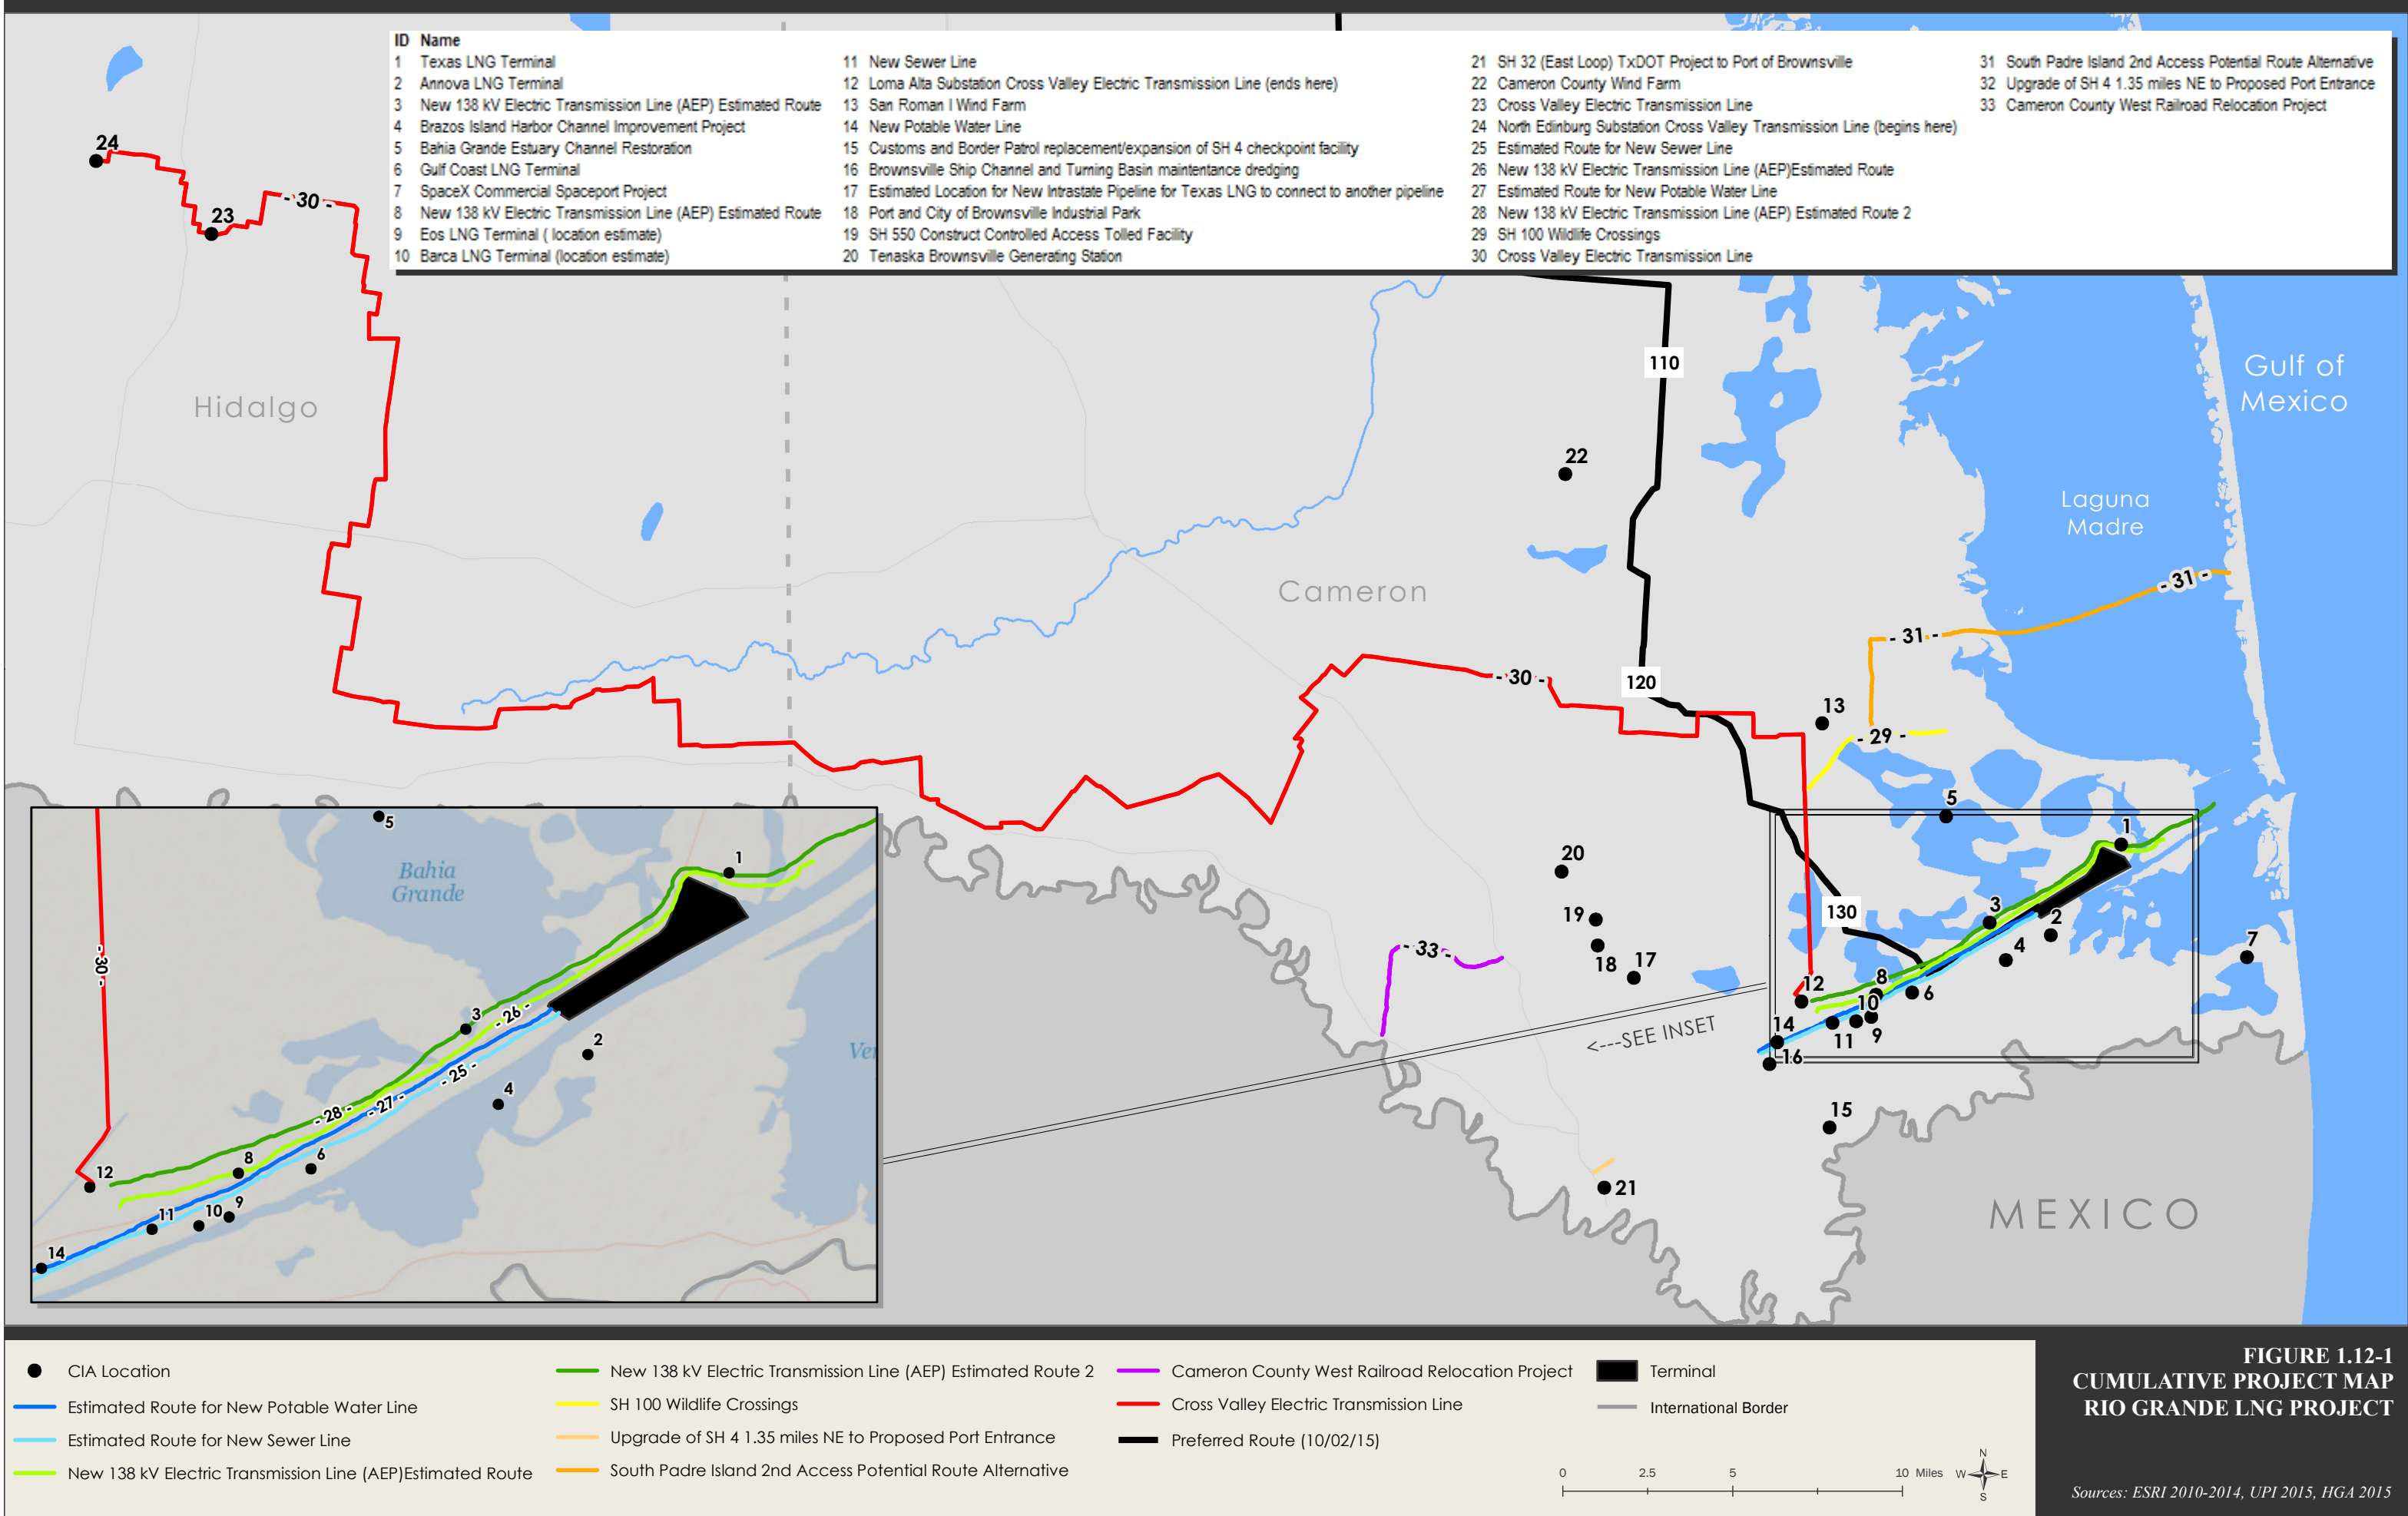 ID Name
1 Texas LNG Terminal
2 Annova LNG Terminal
3 New 138 kV Electric Transmission Line (AEP) Estimated Route
4 Brazos Island Harbor Channel Improvement Project
5 Bahia Grande Estuary Channel Restoration
6 Gulf Coast LNG Terminal
7 SpaceX Commercial Spaceport Project
8 New 138 kV Electric Transmission Line (AEP) Estimated Route
9 Eos LNG Terminal ( location estimate)
10 Barca LNG Terminal (location estimate)
11 New Sewer Line
12 Loma Alta Substation Cross Valley Electric Transmission Line (ends here)
13 San Roman I Wind Farm
14 New Potable Water Line
15 Customs and Border Patrol replacement/expansion of SH 4 checkpoint facility
16 Brownsville Ship Channel and Turning Basin maintenance dredging
17 Estimated Location for New Intrastate Pipeline for Texas LNG to connect to another pipeline
18 Port and City of Brownsville Industrial Park
19 SH 550 Construct Controlled Access Tolled Facility
20 Tenaska Brownsville Generating Station
21 SH 32 (East Loop) TxDOT Project to Port of Brownsville
22 Cameron County Wind Farm
23 Cross Valley Electric Transmission Line
24 North Edinburg Substation Cross Valley Transmission Line (begins here)
25 Estimated Route for New Sewer Line
26 New 138 kV Electric Transmission Line (AEP)Estimated Route
27 Estimated Route for New Potable Water Line
28 New 138 kV Electric Transmission Line (AEP) Estimated Route 2
29 SH 100 Wildlife Crossings
30 Cross Valley Electric Transmission Line
31 South Padre Island 2nd Access Potential Route Alternative
32 Upgrade of SH 4 1.35 miles NE to Proposed Port Entrance
33 Cameron County West Railroad Relocation Project
24
23
- 30 -
Hidalgo
110
Gulf of
Mexico
22
Laguna
Madre
Cameron
- 31 -
- 31 -
- 30 -
120
13
- 29 -
5
1
20
19
18
17
- 33 -
130
3
2
4
7
12
8
10
6
14
11
9
16
<---SEE INSET
15
21
MEXICO
5
Bahia
Grande
1
- 30 -
3
- 26 -
2
Ver
- 25 -
4
- 28 -
- 27 -
8
6
12
11
10
9
14
CIA Location
Estimated Route for New Potable Water Line
Estimated Route for New Sewer Line
New 138 kV Electric Transmission Line (AEP)Estimated Route
New 138 kV Electric Transmission Line (AEP) Estimated Route 2
SH 100 Wildlife Crossings
Upgrade of SH 4 1.35 miles NE to Proposed Port Entrance
South Padre Island 2nd Access Potential Route Alternative
Cameron County West Railroad Relocation Project
Cross Valley Electric Transmission Line
Preferred Route (10/02/15)
Terminal
International Border
0 2.5 5 10 Miles
N
W E
S
FIGURE 1.12-1
CUMULATIVE PROJECT MAP
RIO GRANDE LNG PROJECT
Sources: ESRI 2010-2014, UPI 2015, HGA 2015